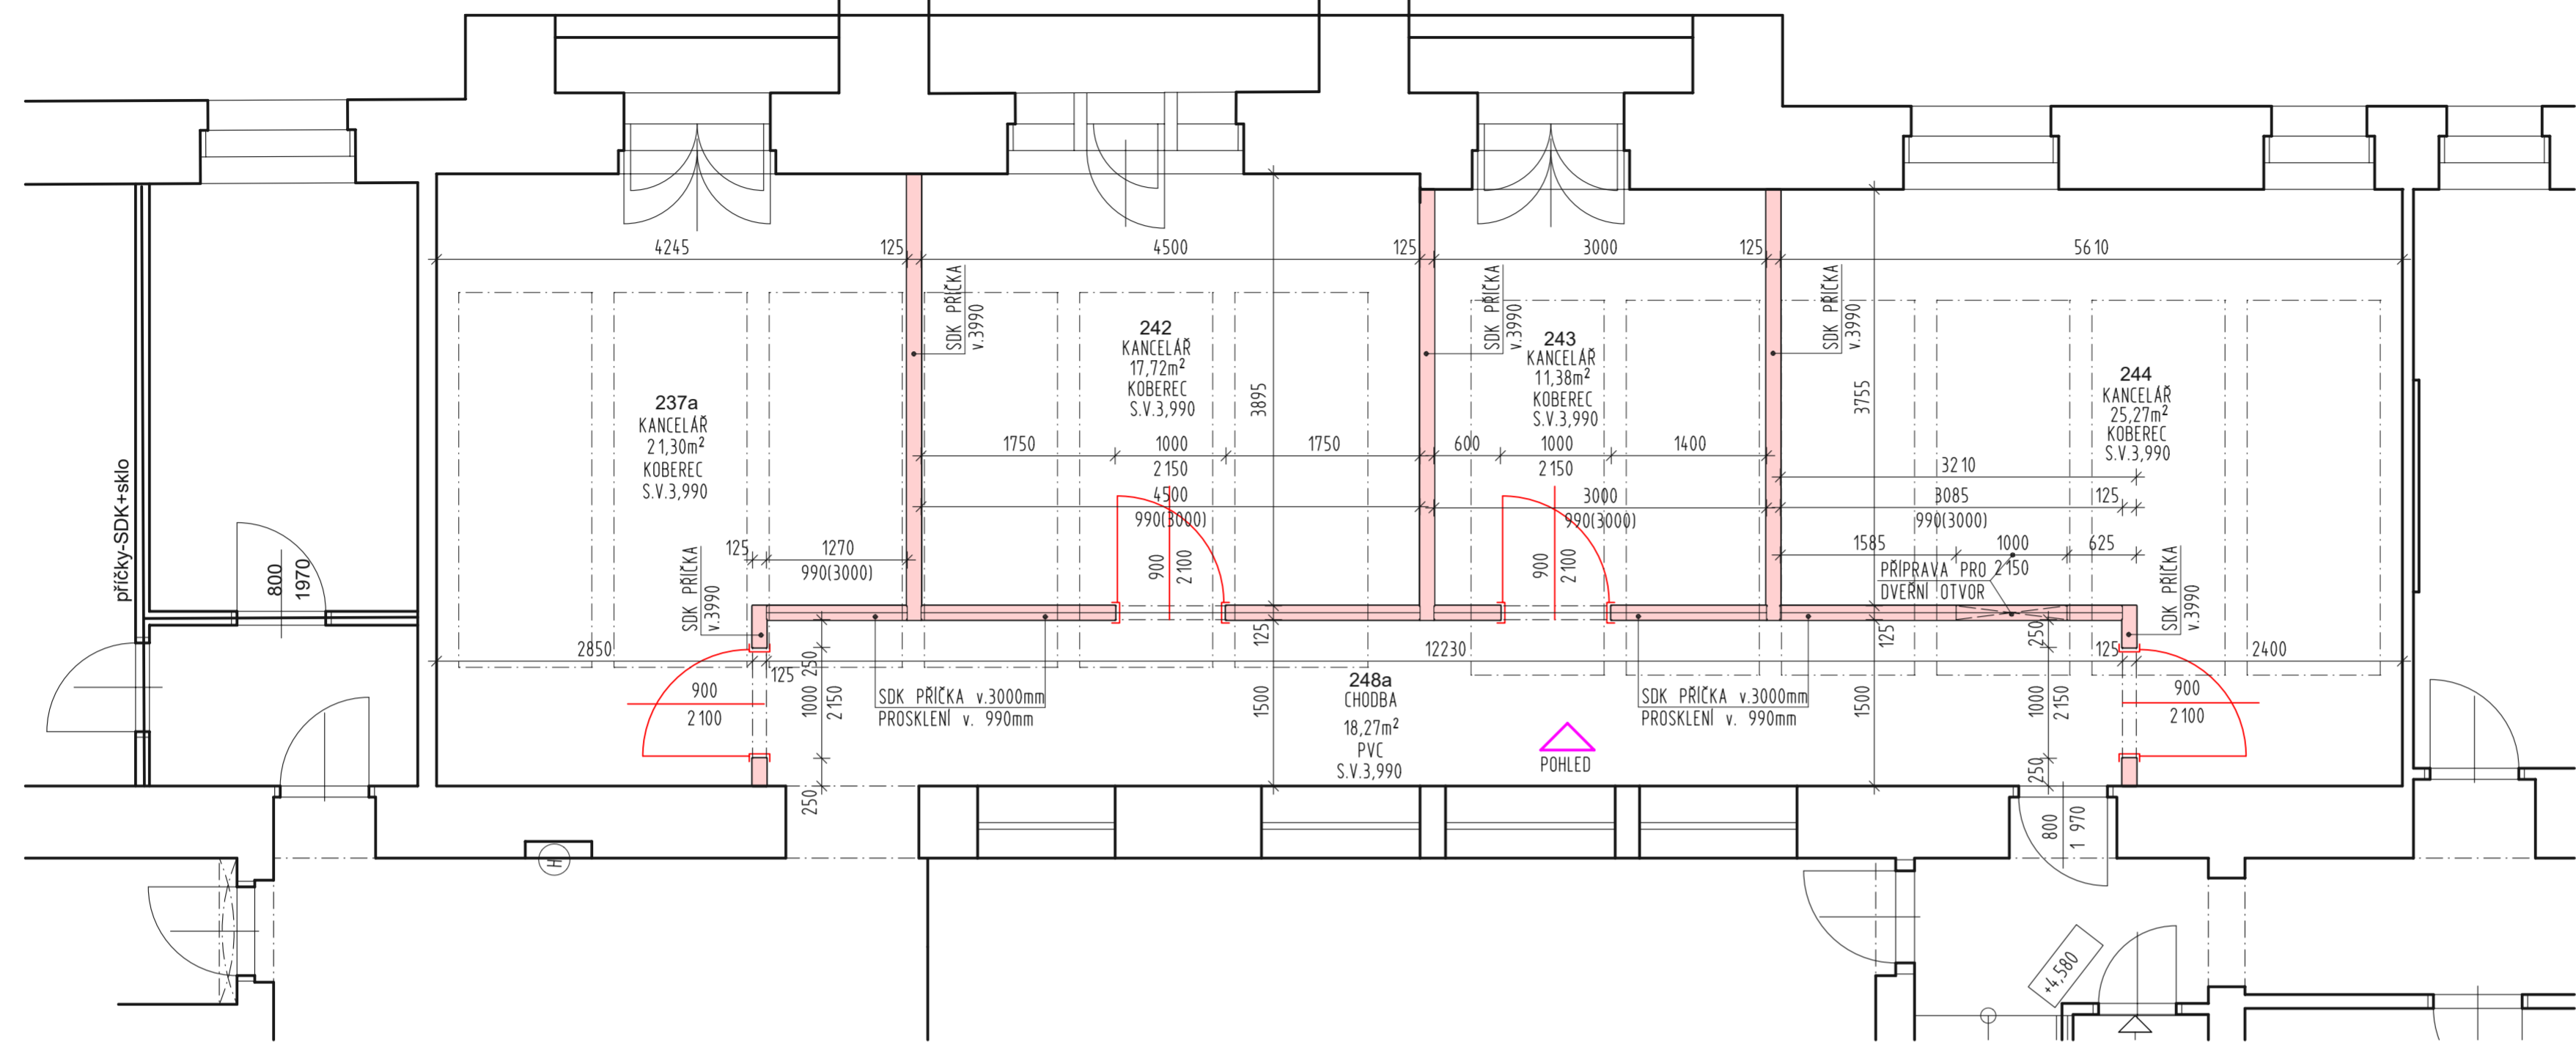 4245
125
4500
125
3000
125
5610
SDK PŘÍČKA
v.3990
SDK PŘÍČKA
v.3990
SDK PŘÍČKA
v.3990
237a
KANCELÁŘ
21,30m²
KOBEREC
S.V.3,990
242
KANCELÁŘ
17,72m²
KOBEREC
S.V.3,990
3895
243
KANCELÁŘ
11,38m²
KOBEREC
S.V.3,990
3755
244
KANCELÁŘ
25,27m²
KOBEREC
S.V.3,990
1750
1000
2150
1750
4500
990(3000)
600
1000
2150
1400
3000
990(3000)
3210
3085
125
990(3000)
1585
1000
2150
625
PŘÍPRAVA PRO
DVEŘNÍ OTVOR
příčky-SDK+sklo
800
1970
125
1270
990(3000)
SDK PŘÍČKA
v.3990
900
2100
900
2100
SDK PŘÍČKA
v.3990
2850
125
250
1000
2150
250
900
2100
SDK PŘÍČKA v.3000mm
PROSKLENÍ v. 990mm
125
1500
12230
248a
CHODBA
18,27m²
PVC
S.V.3,990
POHLED
SDK PŘÍČKA v.3000mm
PROSKLENÍ v. 990mm
125
1500
250
125
1000
2150
250
2400
900
2100
800
1 970
H
+4,580